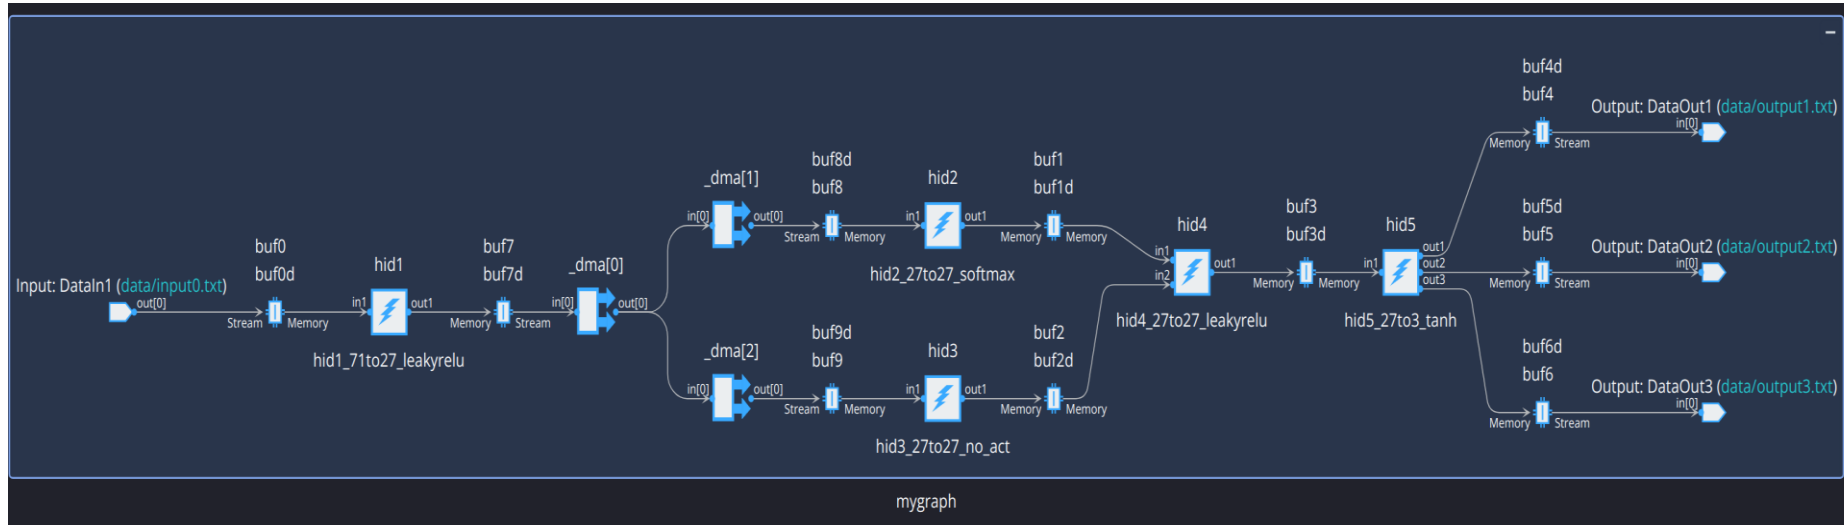 buf4d
buf4
Output: DataOut1 (data/output1.txt)
in[0]
Memory
Stream
buf8d
buf8
buf1
buf1d
_dma[1]
hid2
in[0]
out[0]
Stream
Memory
in1
out1
Memory
Memory
hid2_27to27_softmax
buf3
buf3d
buf5d
buf5
hid4
hid5
in1
in2
out1
Memory
Memory
in1
out1
out2
out3
Memory
Stream
Output: DataOut2 (data/output2.txt)
in[0]
hid4_27to27_leakyrelu
hid5_27to3_tanh
Input: DataIn1 (data/input0.txt)
out[0]
buf0
buf0d
Stream
Memory
hid1
in1
out1
hid1_71to27_leakyrelu
buf7
buf7d
Memory
Stream
_dma[0]
in[0]
out[0]
buf9d
buf9
buf2
buf2d
_dma[2]
hid3
in[0]
out[0]
Stream
Memory
in1
out1
Memory
Memory
hid3_27to27_no_act
buf6d
buf6
Output: DataOut3 (data/output3.txt)
in[0]
Memory
Stream
mygraph